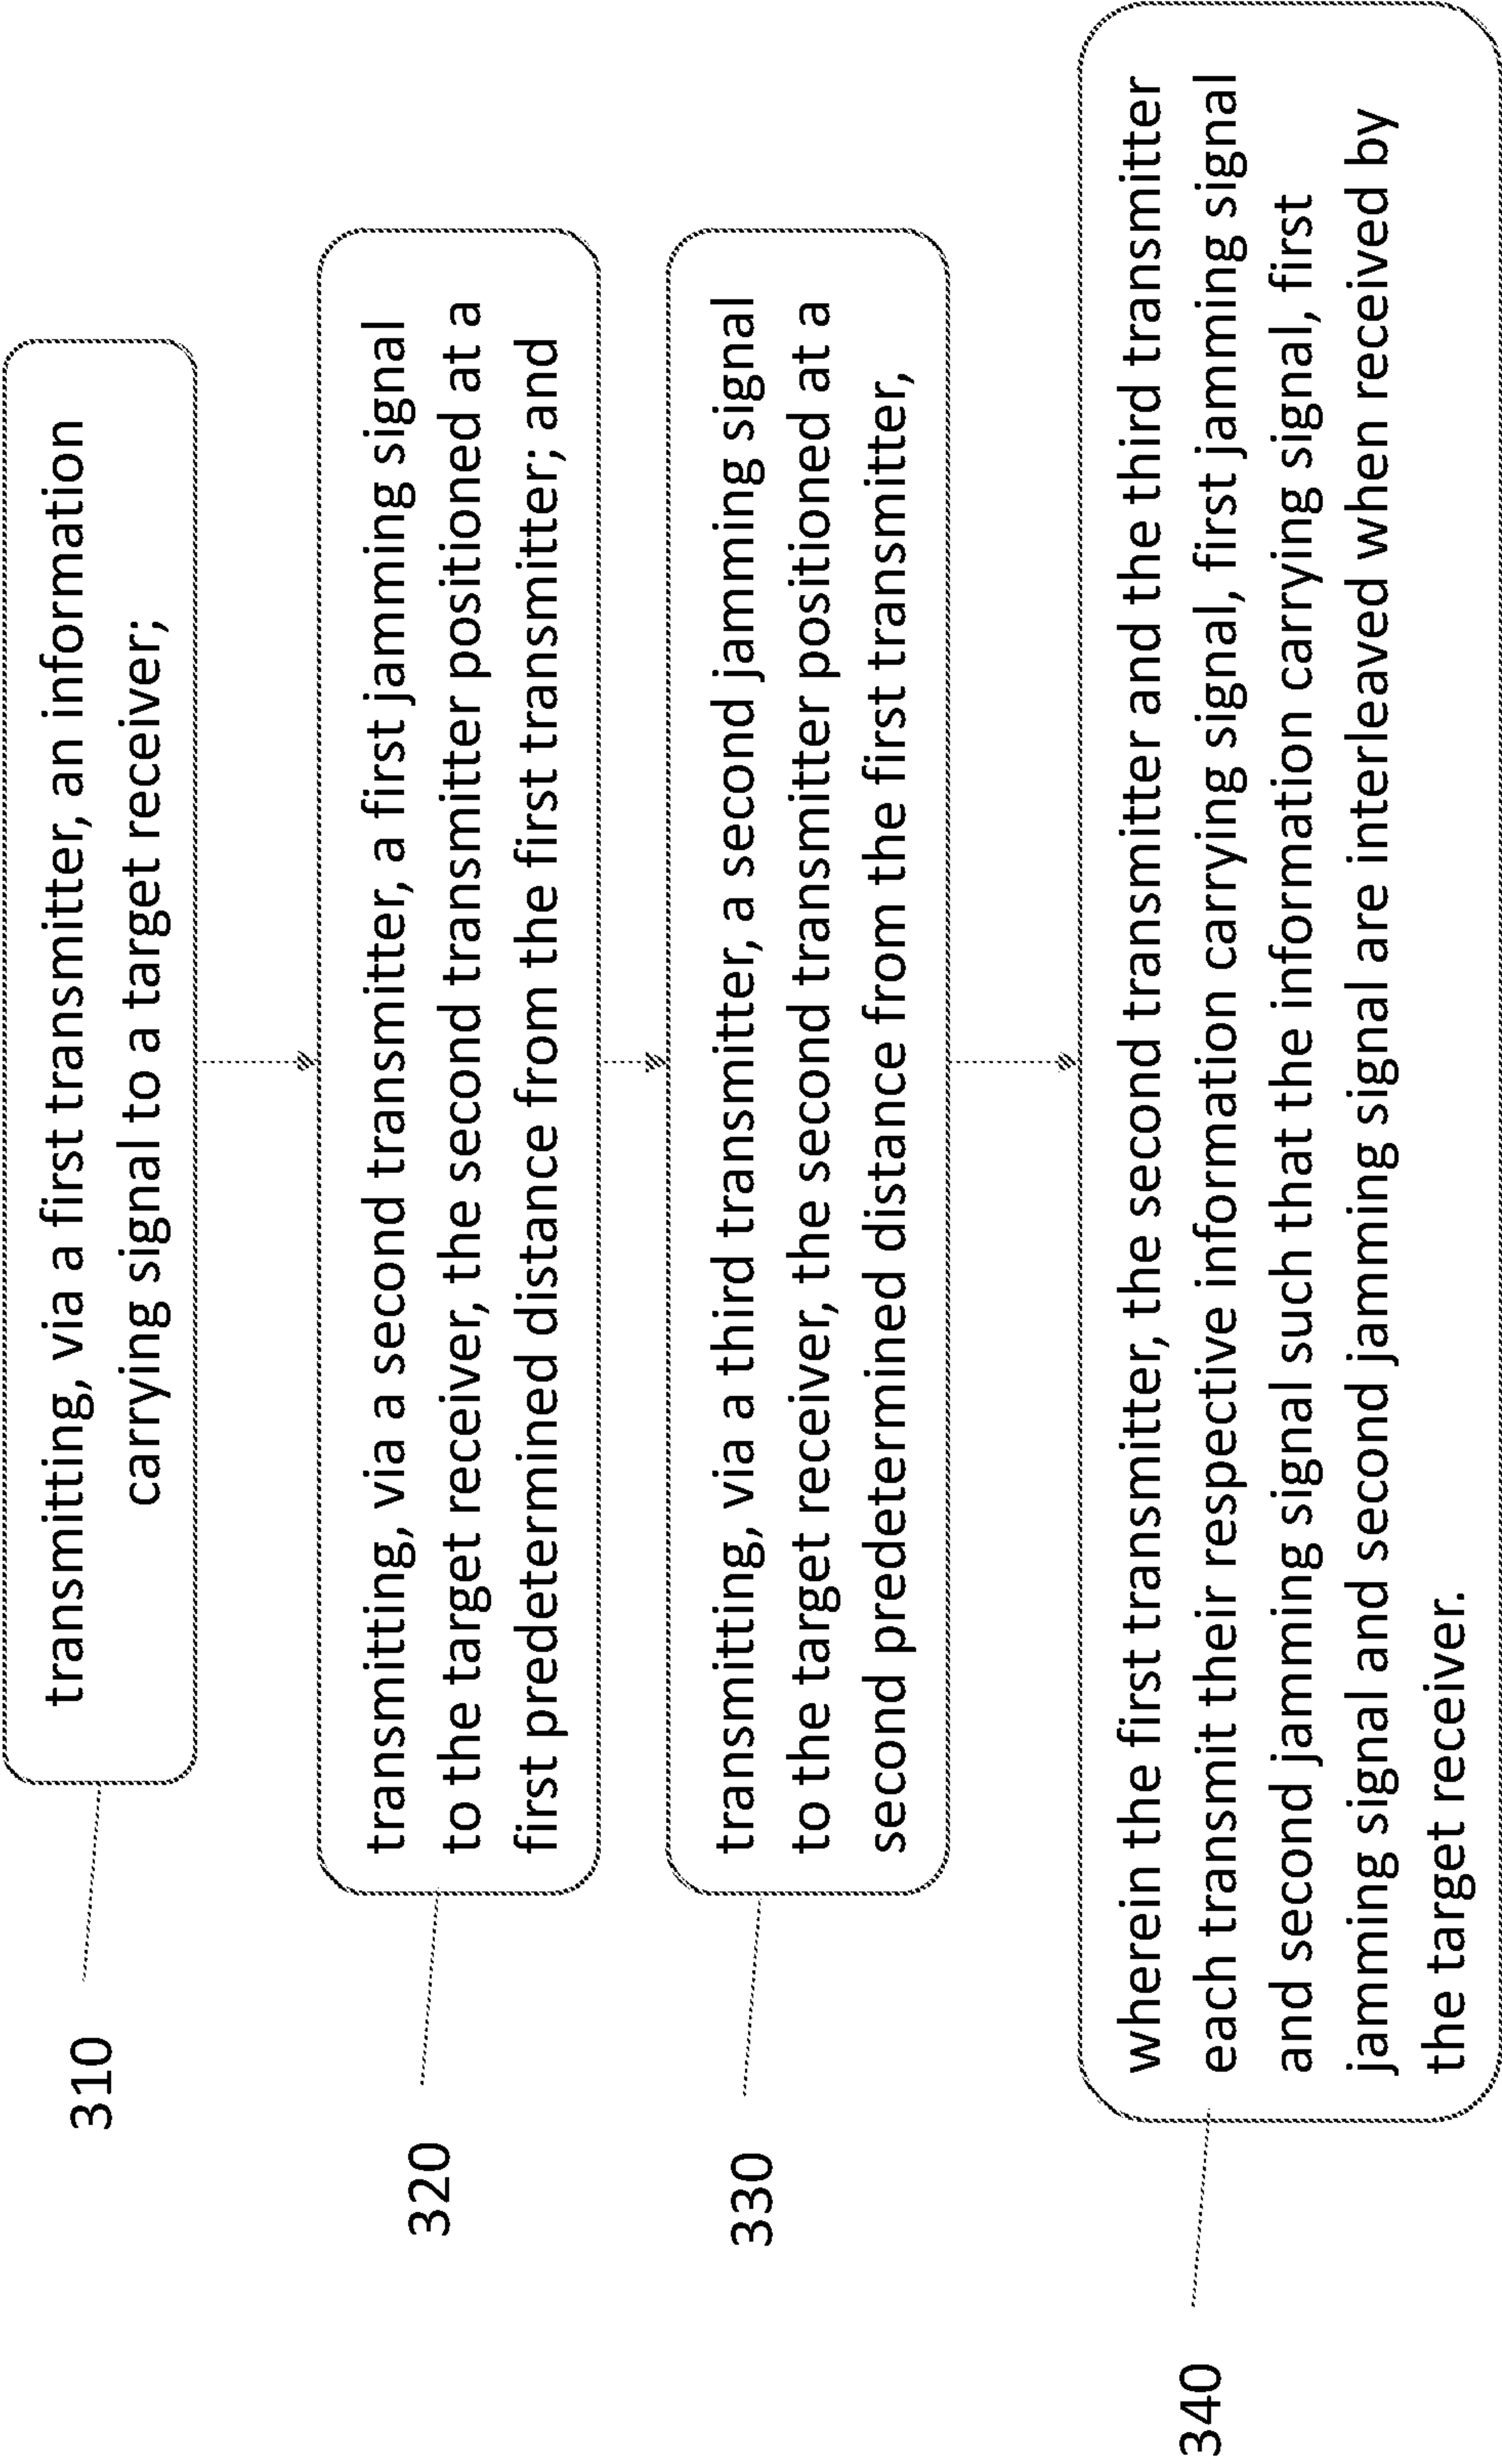 310
transmitting, via a first transmitter, an information
carrying signal to a target receiver;
320
transmitting, via a second transmitter, a first jamming signal
to the target receiver, the second transmitter positioned at a
first predetermined distance from the first transmitter; and
330
transmitting, via a third transmitter, a second jamming signal
to the target receiver, the second transmitter positioned at a
second predetermined distance from the first transmitter,
340
wherein the first transmitter, the second transmitter and the third transmitter
each transmit their respective information carrying signal, first jamming signal
and second jamming signal such that the information carrying signal, first
jamming signal and second jamming signal are interleaved when received by
the target receiver.